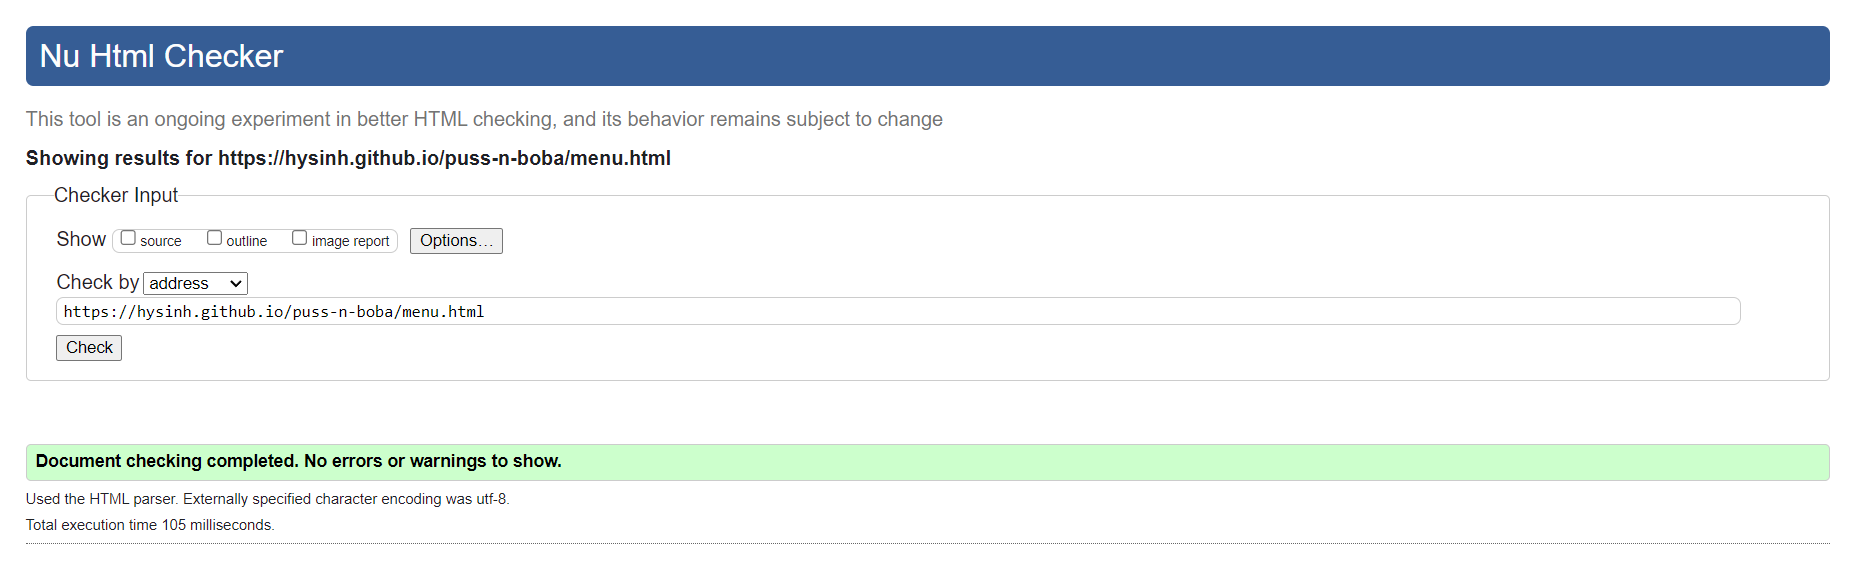 Nu Html Checker
This tool is an ongoing experiment in better HTML checking, and its behavior remains subject to change
Showing results for https://hysinh.github.io/puss-n-boba/menu.html
Checker Input
Show source outline image report Options...
Check by address
https://hysinh.github.io/puss-n-boba/menu.html
Check
Document checking completed. No errors or warnings to show.
Used the HTML parser. Externally specified character encoding was utf-8.
Total execution time 105 milliseconds.